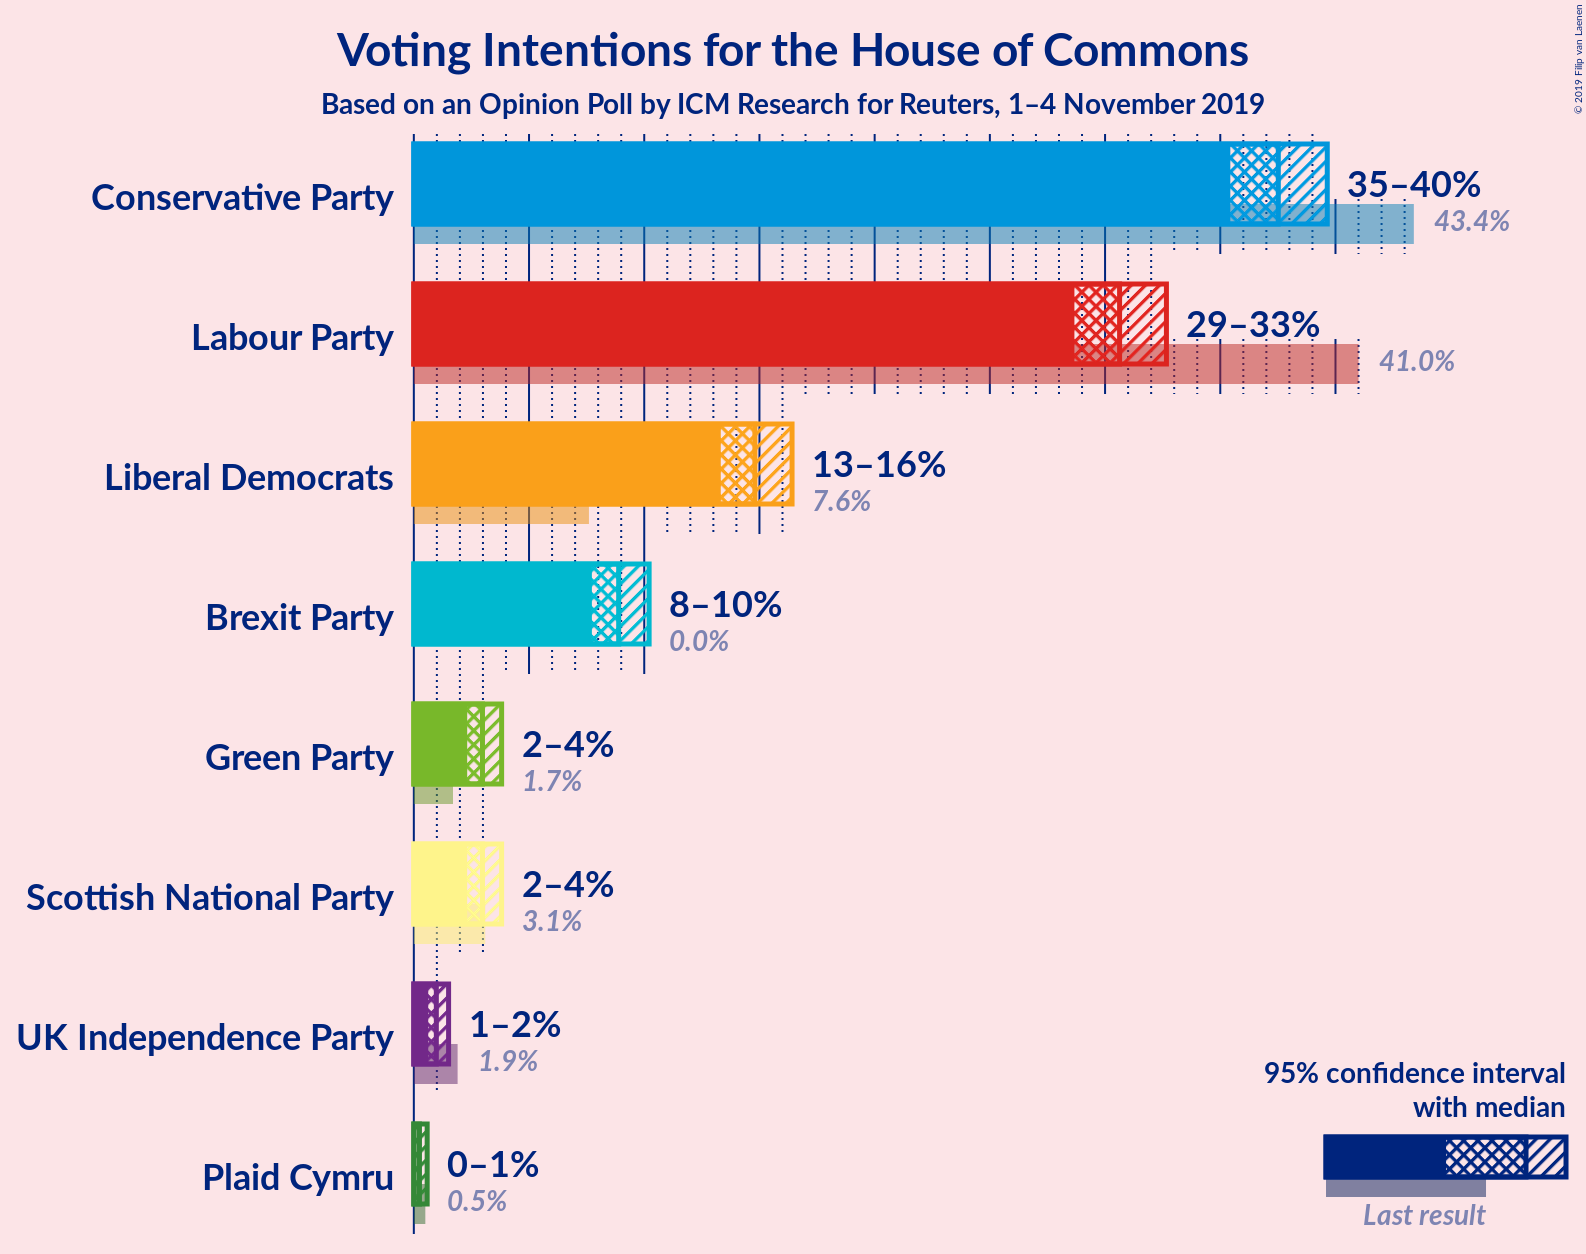 Voting Intentions for the House of Commons
Based on an Opinion Poll by ICM Research for Reuters, 1–4 November 2019
© 2019 Filip van Laenen
Conservative Party
35–40%
43.4%
Labour Party
29–33%
41.0%
Liberal Democrats
13–16%
7.6%
Brexit Party
8–10%
0.0%
Green Party
2–4%
1.7%
Scottish National Party
2–4%
3.1%
UK Independence Party
1–2%
1.9%
Plaid Cymru
0–1%
0.5%
95% confidence interval
with median
Last result